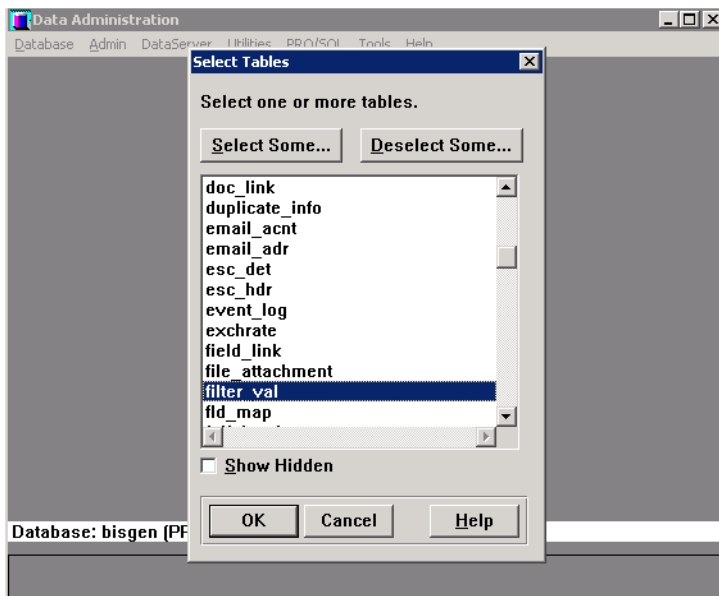 Data Administration
Database Admin DataServer Utilities PRO/SQL Tools Help
Select Tables
Select one or more tables.
Select Some... Deselect Some...
doc_link
duplicate_info
email_acnt
email_adr
esc_det
esc_hdr
event_log
exchrate
field_link
file_attachment
filter_val
fld_map
Show Hidden
OK Cancel Help
Database: bisgen (PR